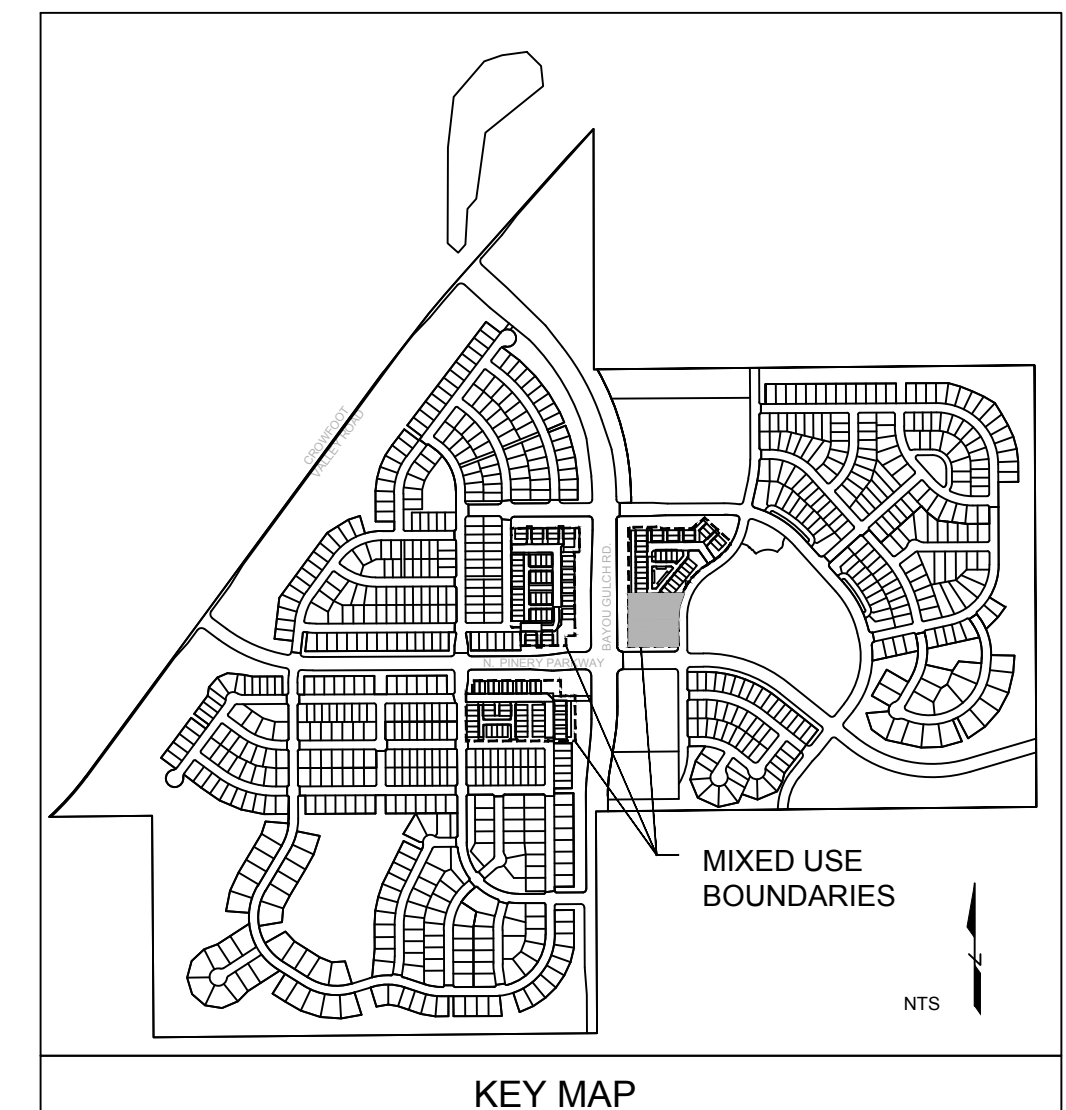 CROWFOOT
VALLEY ROAD
BAYOU GULCH RD.
N. PINERY PARKWAY
MIXED USE
BOUNDARIES
NTS
KEY MAP